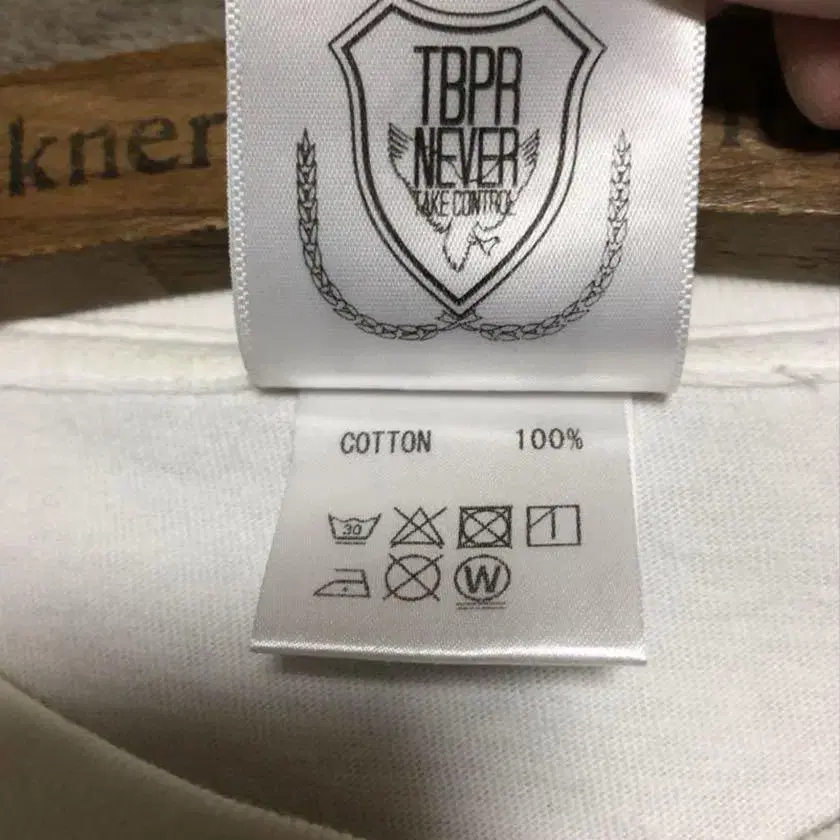 kner
TBPR
NEVER
TAKE CONTROL
COTTON 100%
30
W